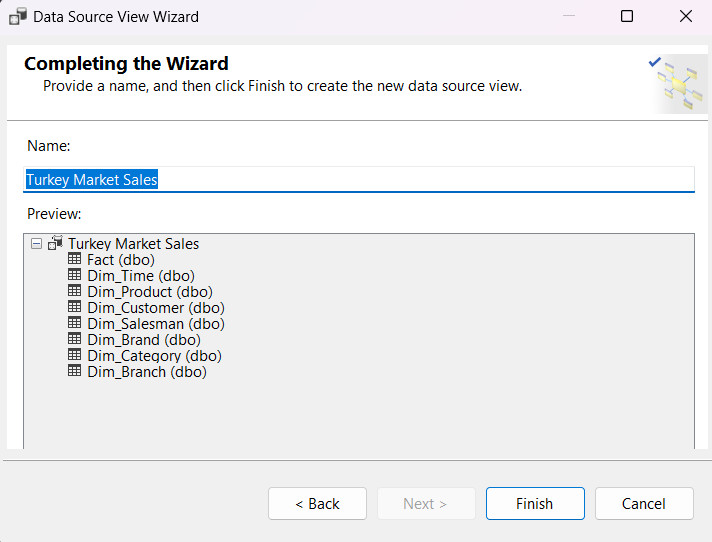 Data Source View Wizard
Completing the Wizard
Provide a name, and then click Finish to create the new data source view.
Name:
Turkey Market Sales
Preview:
Turkey Market Sales
Fact (dbo)
Dim_Time (dbo)
Dim_Product (dbo)
Dim_Customer (dbo)
Dim_Salesman (dbo)
Dim_Brand (dbo)
Dim_Category (dbo)
Dim_Branch (dbo)
< Back Next > Finish Cancel